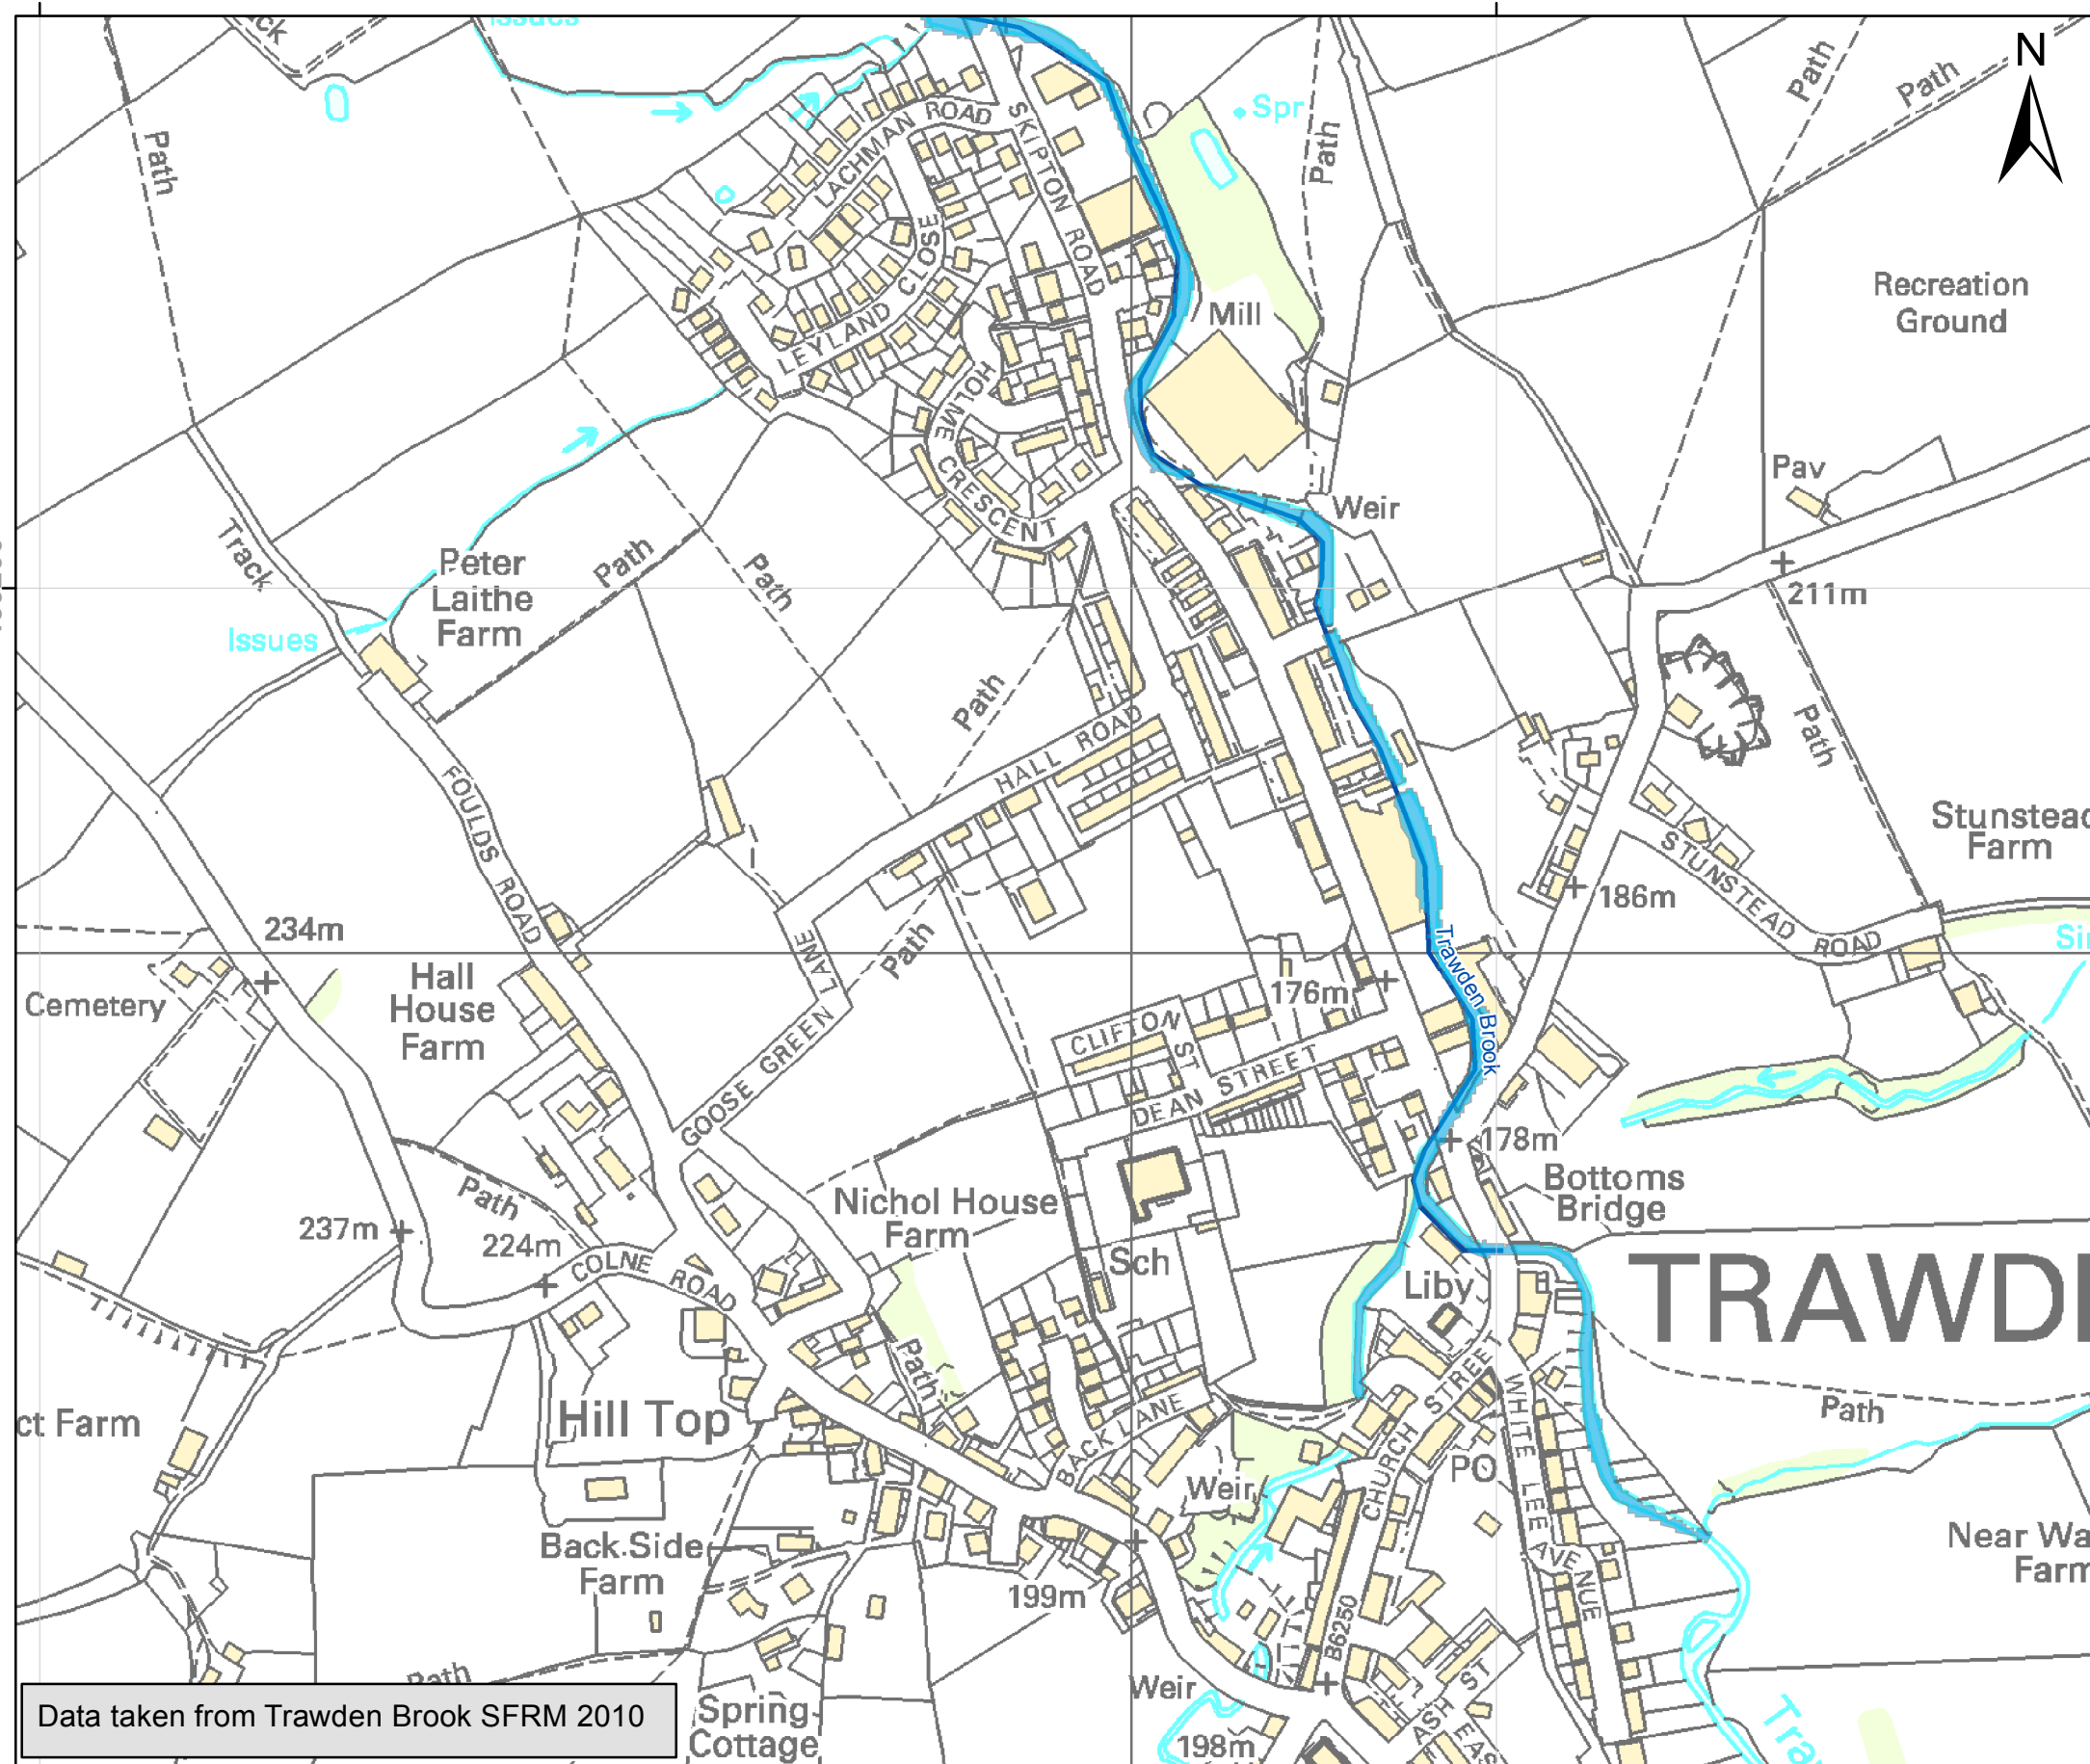 Issues
N
Path
Path
Spr
ROAD
LACHMAN
SKIPTON
ROAD
Path
Path
CLOSE
LEYLAND
Mill
Recreation
Ground
HOLME
CRESCENT
Pav
Weir
Track
Peter
Laithe
Farm
Path
Path
211m
Issues
Path
HALL ROAD
Path
FOULDS ROAD
Stunstead
Farm
STUNSTEAD ROAD
186m
234m
LANE
Path
Trawden Brook
Cemetery
Hall
House
Farm
176m
CLIFTON
ST
GOOSE GREEN
DEAN STREET
178m
Bottoms
Bridge
Path
Nichol House
Farm
237m
224m
COLNE ROAD
Sch
Liby
TRAWD
Path
STREET
CHURCH
WHITE LEE AVENUE
Path
ct Farm
Hill Top
BACK LANE
PO
Weir
Back Side
Farm
Near Wa
Farm
199m
B6250
Path
Weir
ASH
ST
EAS
Spring
Cottage
198m
Tra
Data taken from Trawden Brook SFRM 2010